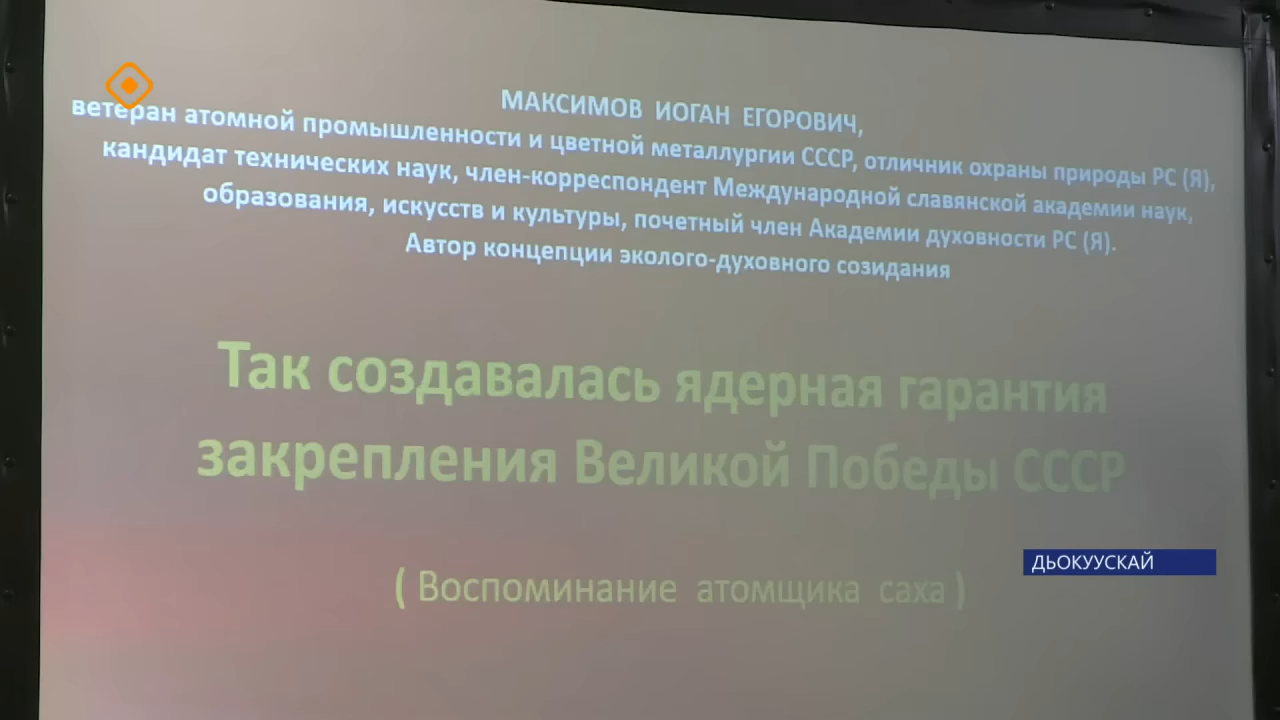 МАКСИМОВ ИОГАН ЕГОРОВИЧ,
ветеран атомной промышленности и цветной металлургии СССР, отличник охраны природы РС (Я),
кандидат технических наук, член-корреспондент Международной славянской академии наук,
образования, искусств и культуры, почетный член Академии духовности РС (Я).
Автор концепции эколого-духовного созидания
Так создавалась ядерная гарантия
закрепления Великой Победы СССР
ДЬОКУУСКАЙ
( Воспоминание атомщика саха )